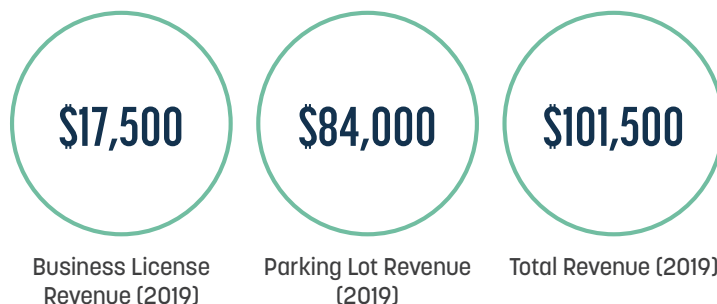 $17,500
$84,000
$101,500
Business License
Revenue (2019)
Parking Lot Revenue
(2019)
Total Revenue (2019)